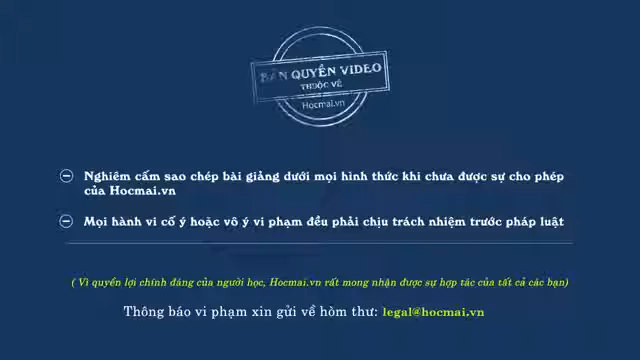 BẢN QUYỀN VIDEO
THUỘC VỀ
Hocmai.vn
Nghiêm cấm sao chép bài giảng dưới mọi hình thức khi chưa được sự cho phép
của Hocmai.vn
Mọi hành vi cố ý hoặc vô ý vi phạm đều phải chịu trách nhiệm trước pháp luật
( Vì quyền lợi chính đáng của người học, Hocmai.vn rất mong nhận được sự hợp tác của tất cả các bạn)
Thông báo vi phạm xin gửi về hòm thư: legal@hocmai.vn